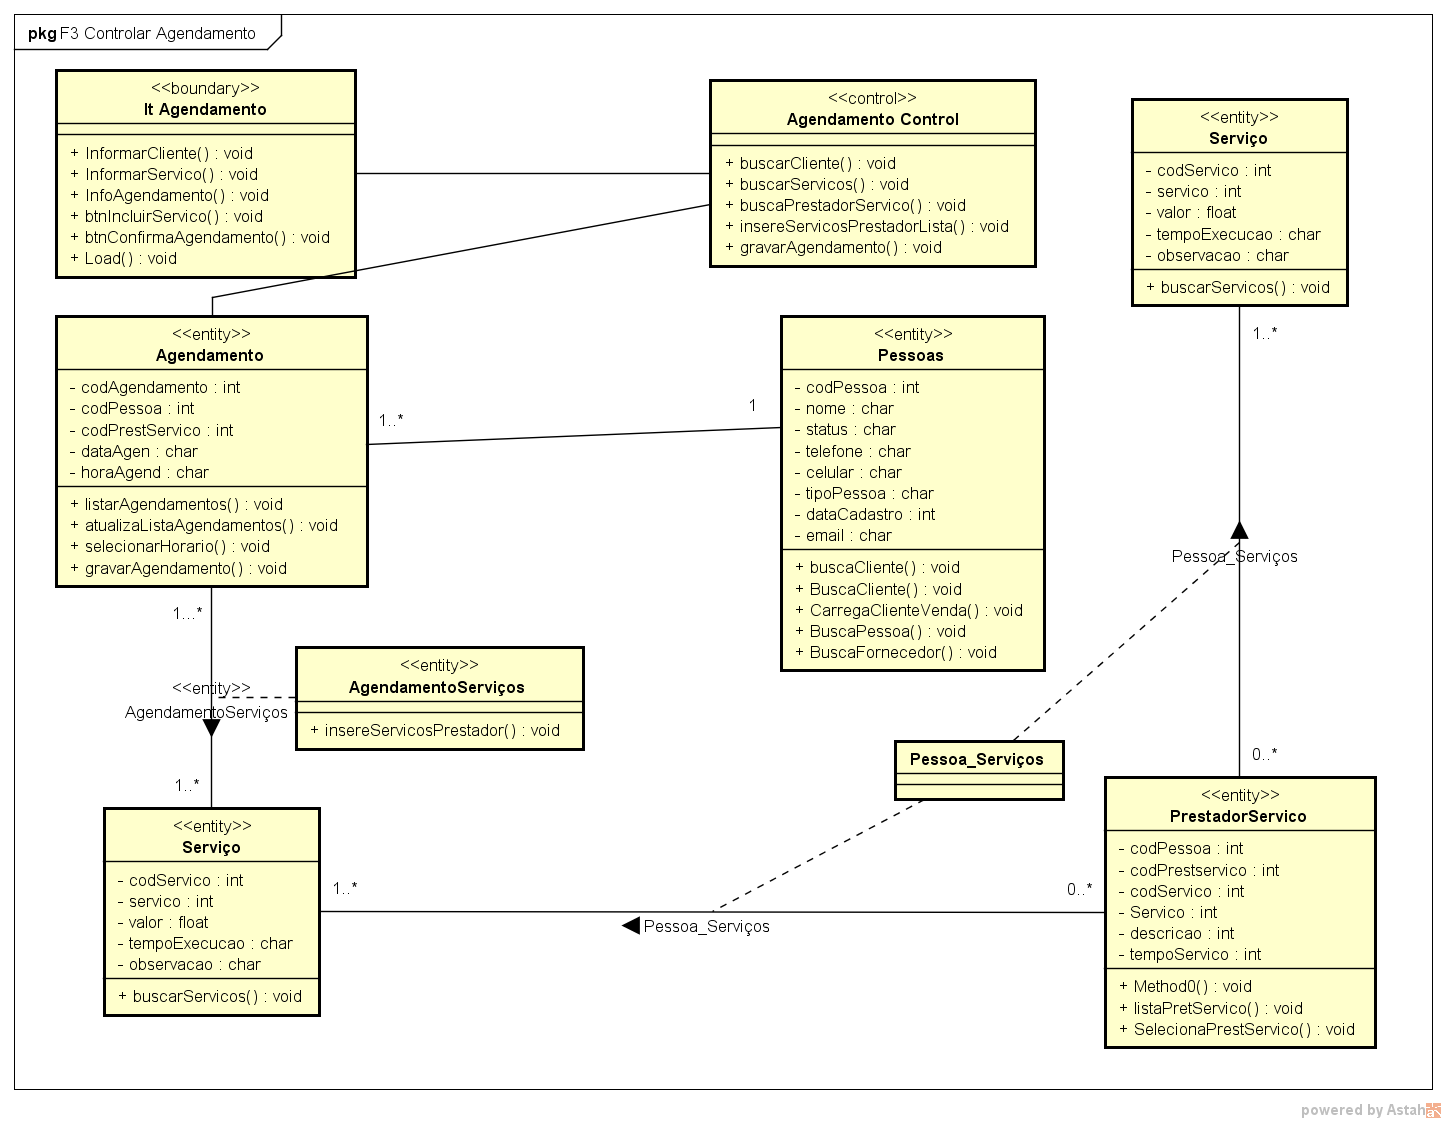 pkg F3 Controlar Agendamento
<<boundary>>
It Agendamento
+ InformarCliente() : void
+ InformarServico() : void
+ InfoAgendamento() : void
+ btnIncluirServico() : void
+ btnConfirmaAgendamento() : void
+ Load() : void
<<control>>
Agendamento Control
+ buscarCliente() : void
+ buscarServicos() : void
+ buscaPrestadorServico() : void
+ insereServicosPrestadorLista() : void
+ gravarAgendamento() : void
<<entity>>
Serviço
- codServico : int
- servico : int
- valor : float
- tempoExecucao : char
- observacao : char
+ buscarServicos() : void
1..*
<<entity>>
Agendamento
- codAgendamento : int
- codPessoa : int
- codPrestServico : int
- dataAgen : char
- horaAgend : char
+ listarAgendamentos() : void
+ atualizaListaAgendamentos() : void
+ selecionarHorario() : void
+ gravarAgendamento() : void
1..*
1
<<entity>>
Pessoas
- codPessoa : int
- nome : char
- status : char
- telefone : char
- celular : char
- tipoPessoa : char
- dataCadastro : int
- email : char
+ buscaCliente() : void
+ BuscaCliente() : void
+ CarregaClienteVenda() : void
+ BuscaPessoa() : void
+ BuscaFornecedor() : void
Pessoa_Serviços
1...*
<<entity>>
AgendamentoServiços
<<entity>>
AgendamentoServiços
+ insereServicosPrestador() : void
1..*
Pessoa_Serviços
0..*
<<entity>>
Serviço
- codServico : int
- servico : int
- valor : float
- tempoExecucao : char
- observacao : char
+ buscarServicos() : void
1..*
Pessoa_Serviços
0..*
<<entity>>
PrestadorServico
- codPessoa : int
- codPrestservico : int
- codServico : int
- Servico : int
- descricao : int
- tempoServico : int
+ Method0() : void
+ listaPretServico() : void
+ SelecionaPrestServico() : void
powered by Astah